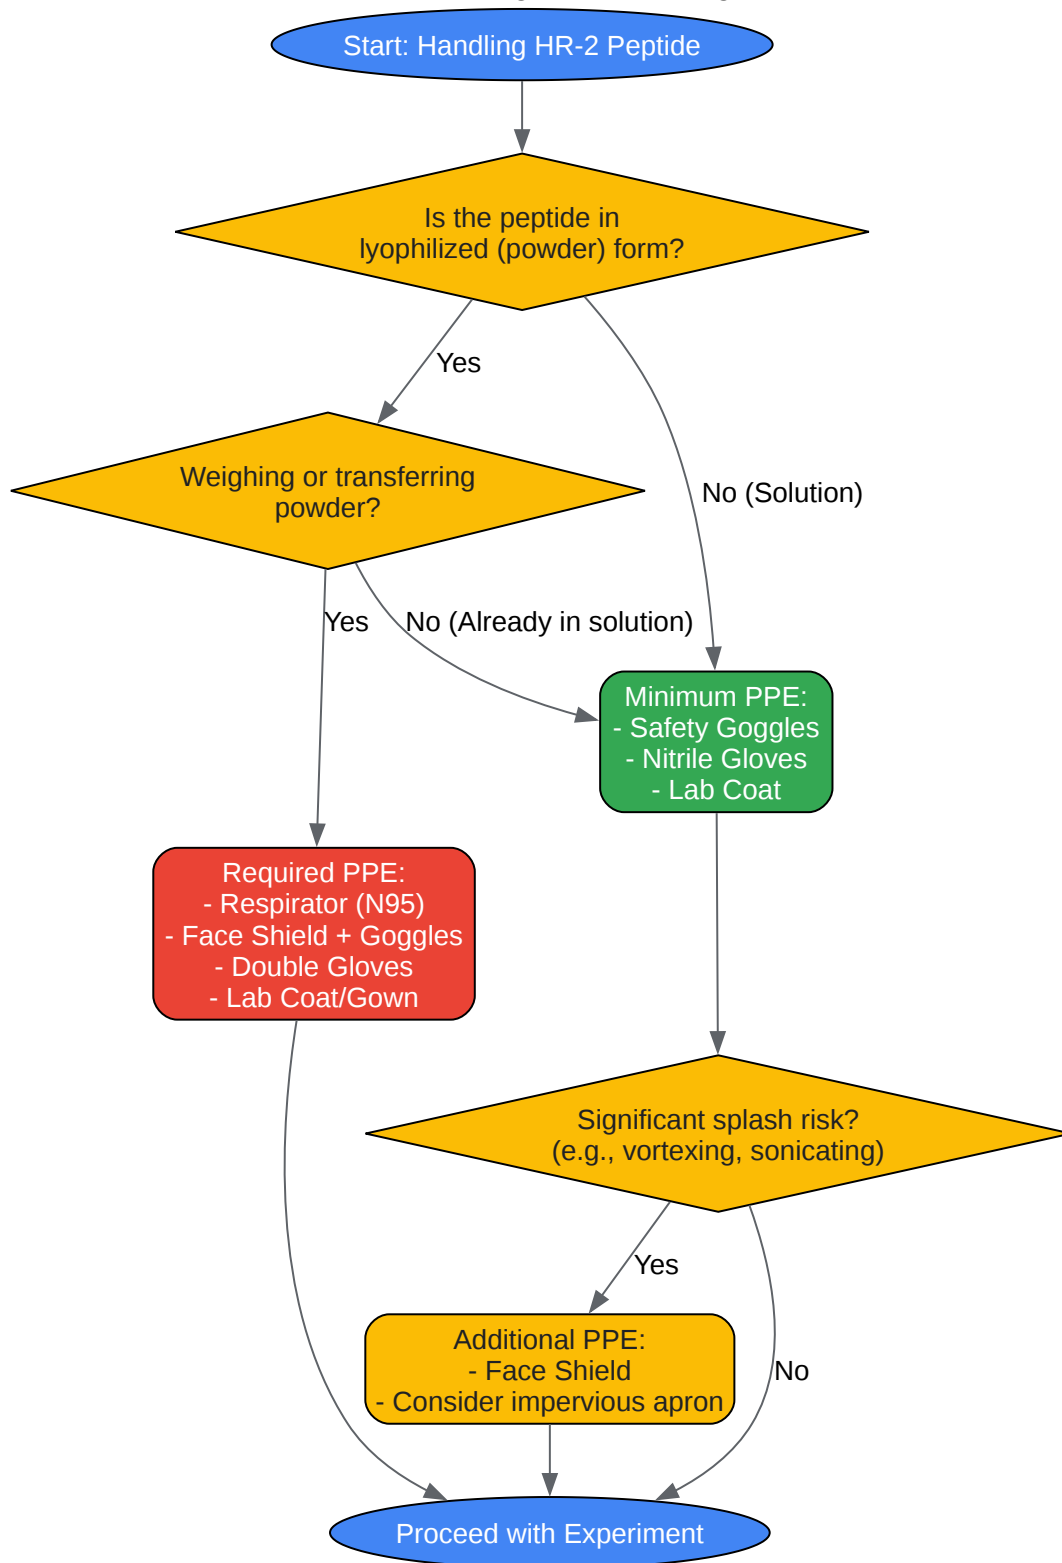 Start: Handling HR-2 Peptide
Is the peptide in
lyophilized (powder) form?
Yes
Weighing or transferring
powder?
No (Solution)
Yes
No (Already in solution)
Minimum PPE:
- Safety Goggles
- Nitrile Gloves
- Lab Coat
Required PPE:
- Respirator (N95)
- Face Shield + Goggles
- Double Gloves
- Lab Coat/Gown
Significant splash risk?
(e.g., vortexing, sonicating)
Yes
Additional PPE:
- Face Shield
- Consider impervious apron
No
Proceed with Experiment